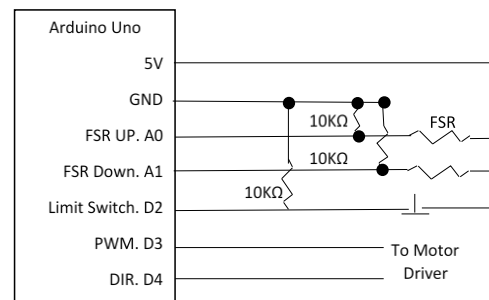 Arduino Uno
5V
GND
FSR UP. A0
10KΩ
FSR
FSR Down. A1
10KΩ
Limit Switch. D2
10KΩ
PWM. D3
DIR. D4
To Motor
Driver